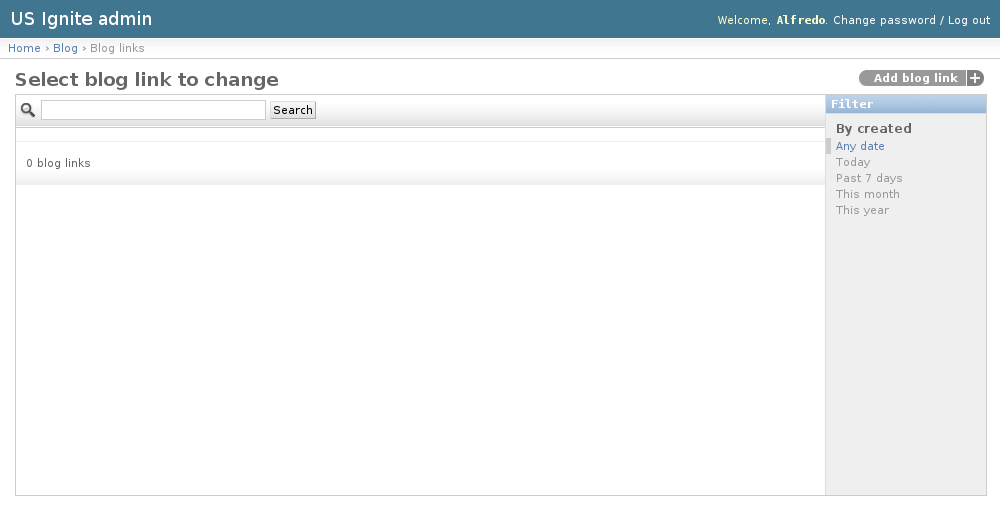 US Ignite admin
Welcome, Alfredo. Change password / Log out
Home › Blog › Blog links
Select blog link to change
Add blog link
Search
Filter
By created
Any date
Today
Past 7 days
This month
This year
0 blog links